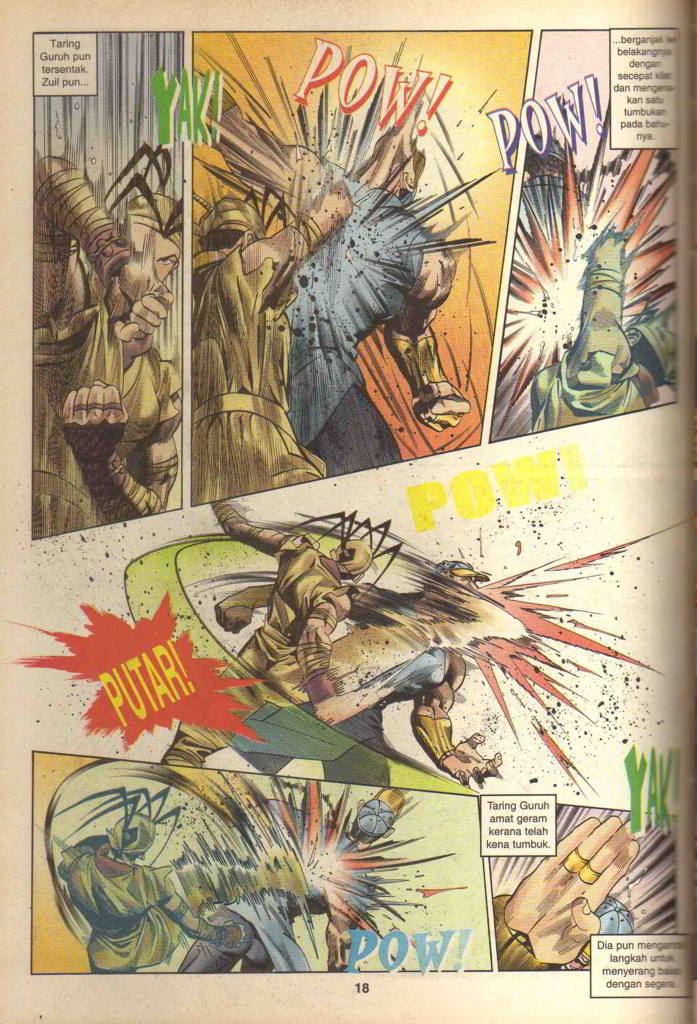 Taring
Guruh pun
tersentak.
Zuil pun...
YAK!
POW!
POW!
...berganjak ke
belakangnya
dengan
secepat kilat
dan mengena-
kan satu
tumbukan
pada bahu-
nya.
POW!
PUTAR!
POW!
Taring Guruh
amat geram
kerana telah
kena tumbuk.
YAK!
Dia pun mengambil
langkah untuk
menyerang balas
dengan segera.
18